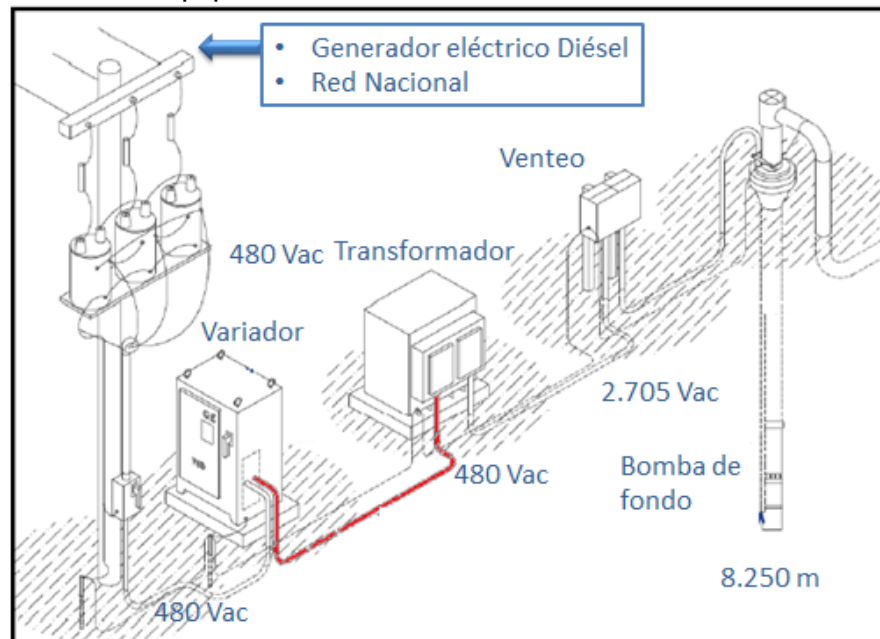 • Generador eléctrico Diésel
• Red Nacional
Venteo
480 Vac
Transformador
Variador
2.705 Vac
480 Vac
Bomba de
fondo
8.250 m
480 Vac